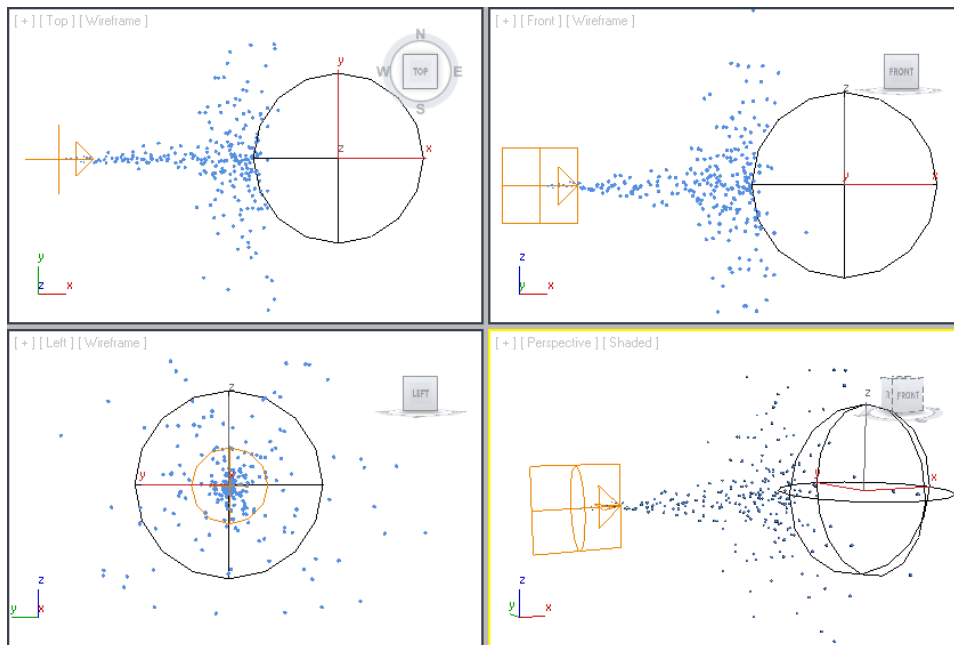 [ + ] [ Top ] [ Wireframe ]
N
W TOP E
S
y
z
x
y
z x
[ + ] [ Front ] [ Wireframe ]
FRONT
z
y
x
z
y x
[ + ] [ Left ] [ Wireframe ]
LEFT
z
y
x
z
y x
[ + ] [ Perspective ] [ Shaded ]
FRONT
z
y
x
z
y
x